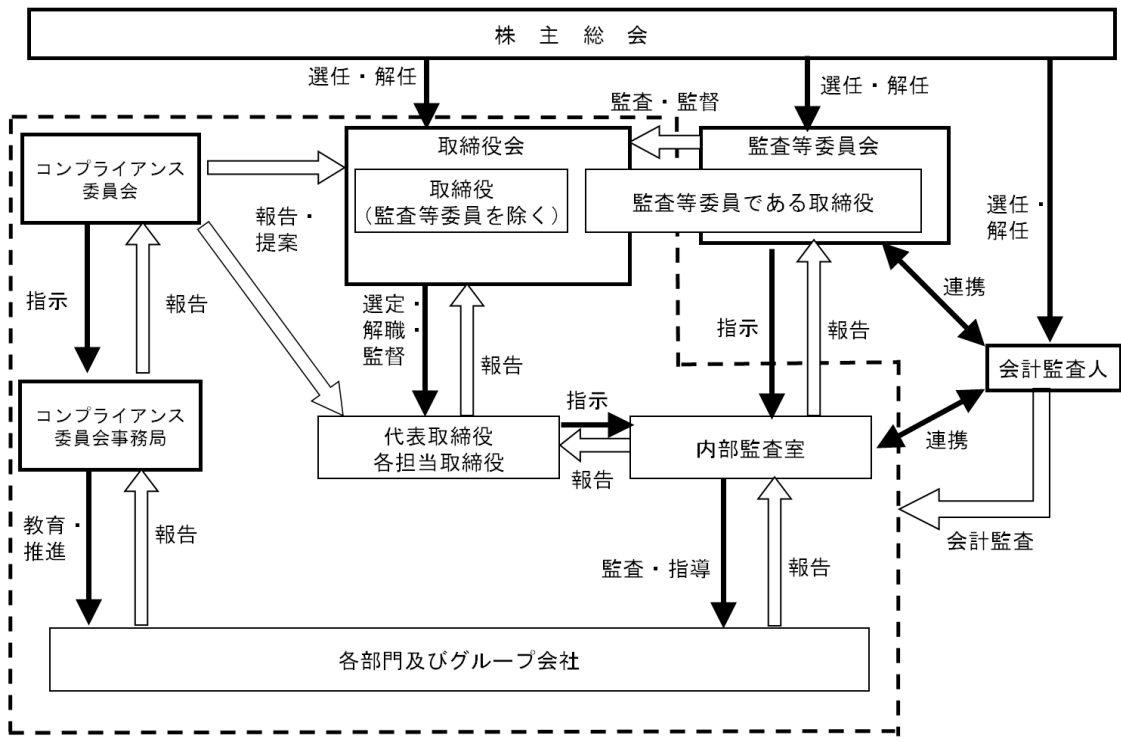 株　主　総　会
選任・解任
選任・解任
監査・監督
コンプライアンス
委員会
取締役会
監査等委員会
取締役
（監査等委員を除く）
監査等委員である取締役
報告・
提案
選任・
解任
指示
報告
選定・
解職・
監督
報告
指示
報告
連携
会計監査人
コンプライアンス
委員会事務局
代表取締役
各担当取締役
指示
報告
内部監査室
連携
教育・
推進
報告
監査・指導
報告
会計監査
各部門及びグループ会社